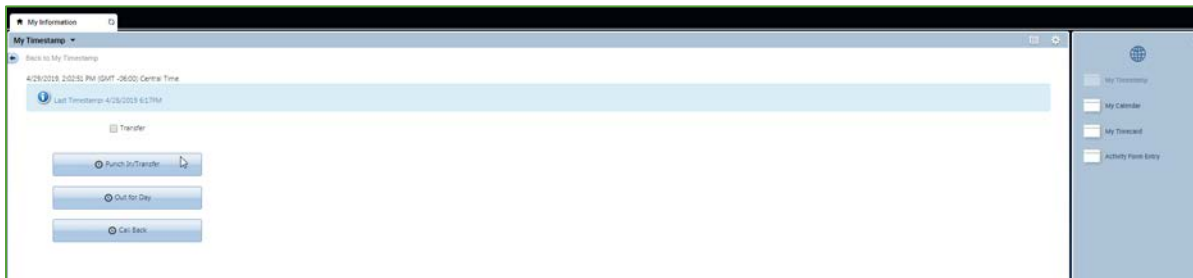 My Information
My Timestamp
Back to My Timestamp
4/29/2019, 2:02:51 PM (GMT -06:00) Central Time
Last Timestamp: 4/28/2019 6:17PM
Transfer
Punch In/Transfer
Out for Day
Call Back
My Timestamp
My Calendar
My Timecard
Activity Form Entry